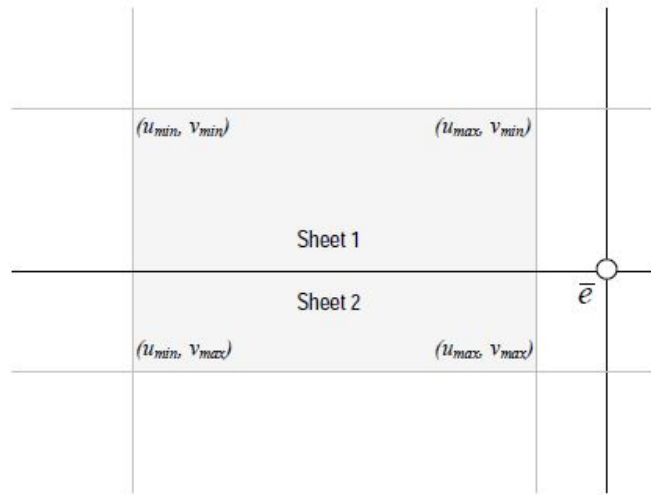 (u_min, v_min) (u_max, v_min)
Sheet 1
Sheet 2
ē
(u_min, v_max) (u_max, v_max)